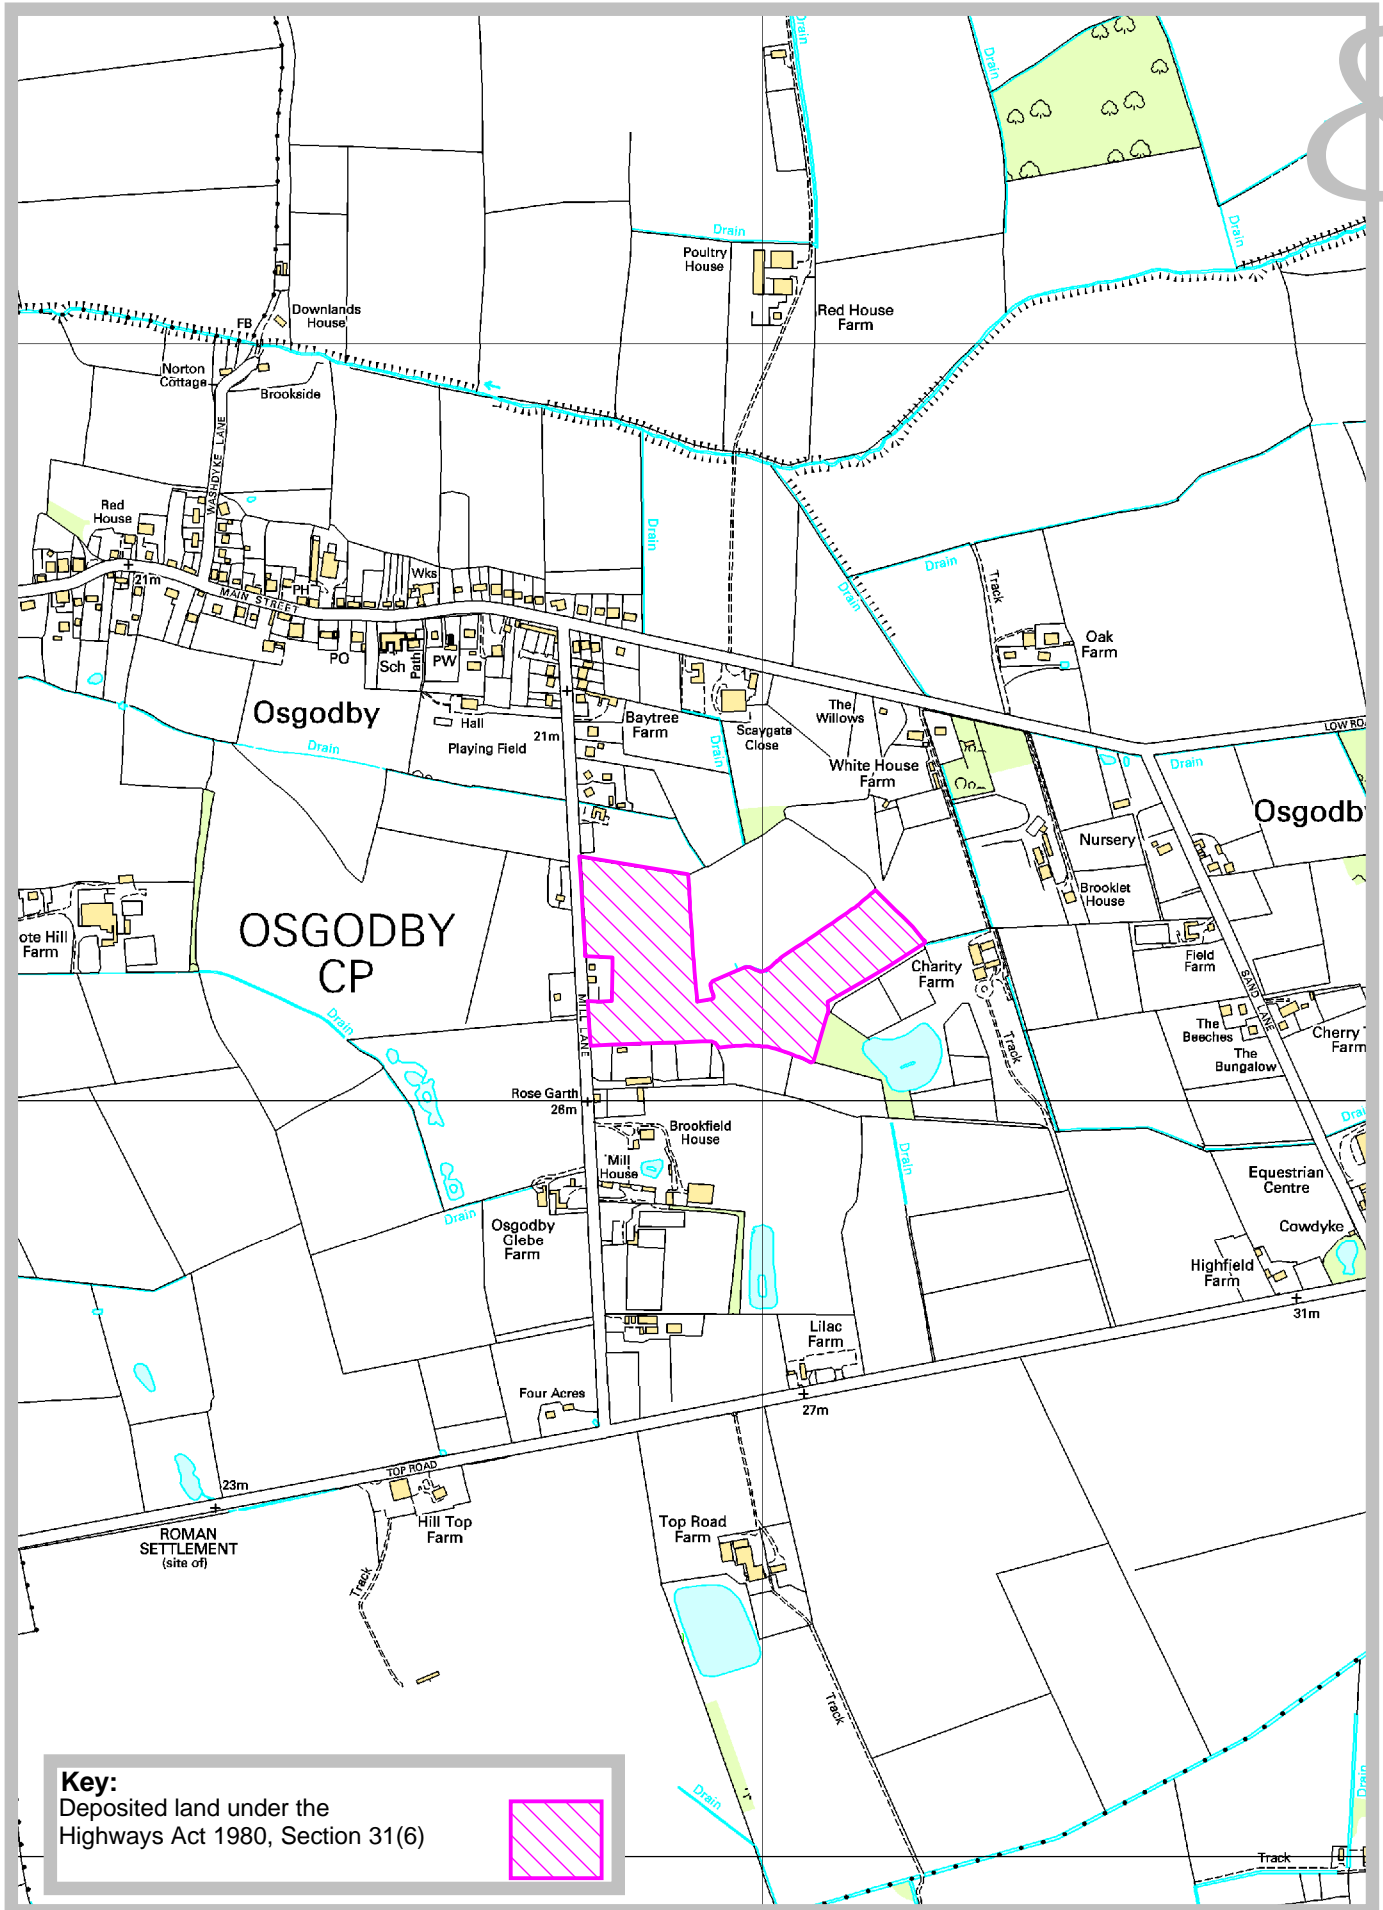 Drain
Drain
&
Drain
Drain
Poultry
House
Red House
Farm
Downlands
House
FB
Norton
Cottage
Brookside
WASHDYKE LANE
Red
House
21m
MAIN STREET
PH
Wks
Drain
Drain
Drain
Track
Oak
Farm
PO
Sch
Path
PW
Osgodby
Hall
Playing Field
21m
Baytree
Farm
Drain
Drain
Scaygate
Close
The
Willows
White House
Farm
LOW RO
Drain
Osgodb
Nursery
Brooklet
House
OSGODBY
CP
ote Hill
Farm
Charity
Farm
Field
Farm
SAND LANE
MILL LANE
Drain
Track
The
Beeches
The
Bungalow
Cherry
Farm
Rose Garth
26m
Brookfield
House
Mill
House
Drain
Drain
Equestrian
Centre
Cowdyke
Drain
Osgodby
Glebe
Farm
Highfield
Farm
31m
Lilac
Farm
27m
Four Acres
TOP ROAD
23m
ROMAN
SETTLEMENT
(site of)
Hill Top
Farm
Top Road
Farm
Track
Track
Drain
Drain
Track
Key:
Deposited land under the
Highways Act 1980, Section 31(6)